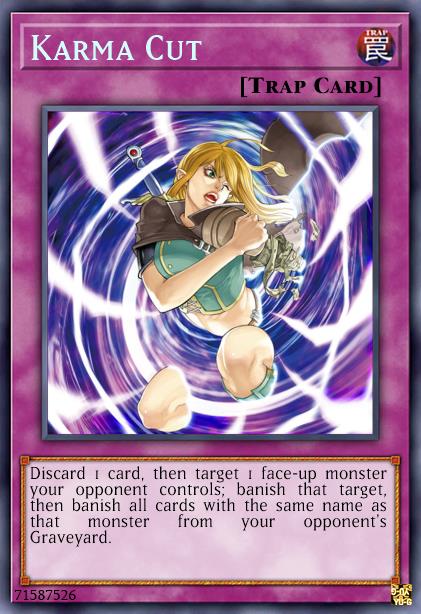 Karma Cut
TRAP
罠
[Trap Card]
Discard 1 card, then target 1 face-up monster
your opponent controls; banish that target,
then banish all cards with the same name as
that monster from your opponent's
Graveyard.
71587526